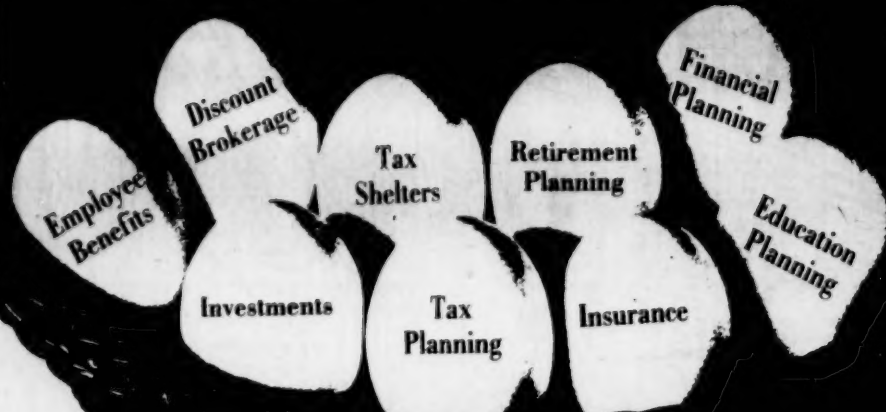 Employee
Benefits
Discount
Brokerage
Tax
Shelters
Retirement
Planning
Financial
Planning
Education
Planning
Investments
Tax
Planning
Insurance